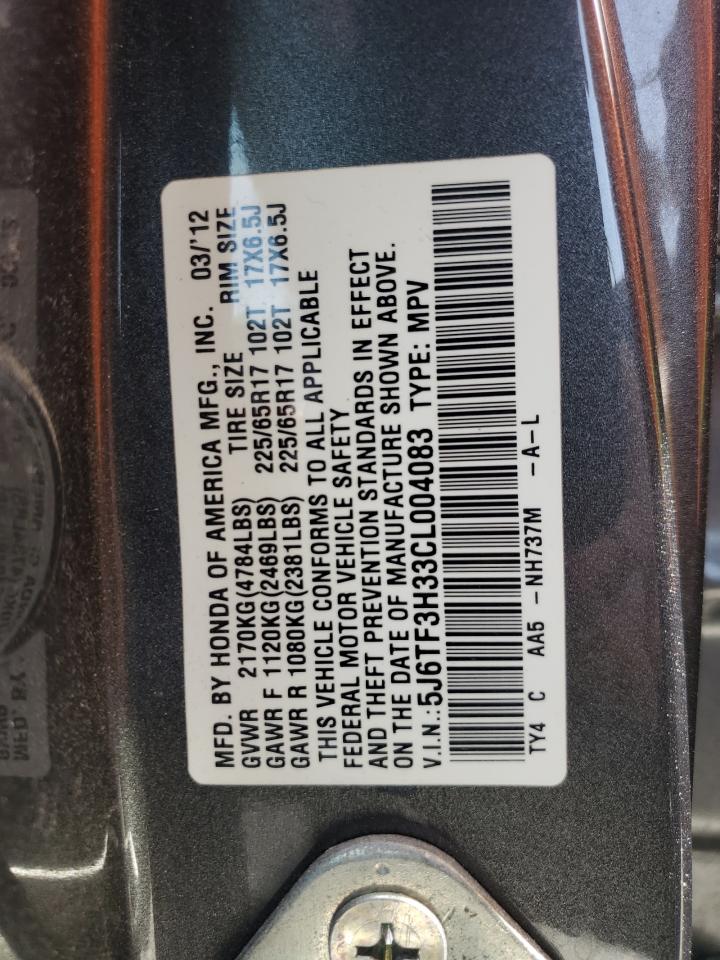 MFD. BY HONDA OF AMERICA MFG., INC. 03/'12
TIRE SIZE RIM SIZE
GVWR 2170KG(4784LBS)
GAWR F 1120KG(2469LBS) 225/65R17 102T 17X6.5J
GAWR R 1080KG(2381LBS) 225/65R17 102T 17X6.5J
THIS VEHICLE CONFORMS TO ALL APPLICABLE
FEDERAL MOTOR VEHICLE SAFETY
AND THEFT PREVENTION STANDARDS IN EFFECT
ON THE DATE OF MANUFACTURE SHOWN ABOVE.
V.I.N.:5J6TF3H33CL004083 TYPE: MPV
TY4 C AA5 -NH737M -A-L